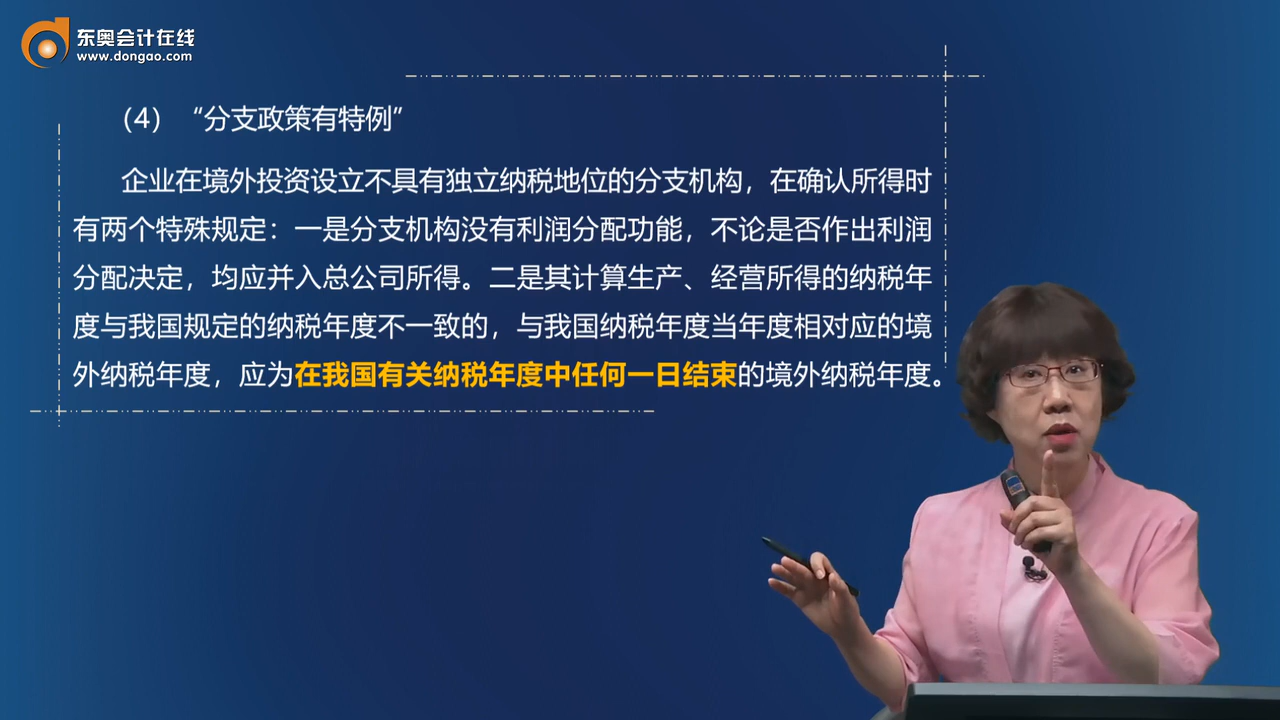 东奥会计在线
www.dongao.com
（4）“分支政策有特例”
企业在境外投资设立不具有独立纳税地位的分支机构，在确认所得时
有两个特殊规定：一是分支机构没有利润分配功能，不论是否作出利润
分配决定，均应并入总公司所得。二是其计算生产、经营所得的纳税年
度与我国规定的纳税年度不一致的，与我国纳税年度当年度相对应的境
外纳税年度，应为在我国有关纳税年度中任何一日结束的境外纳税年度。